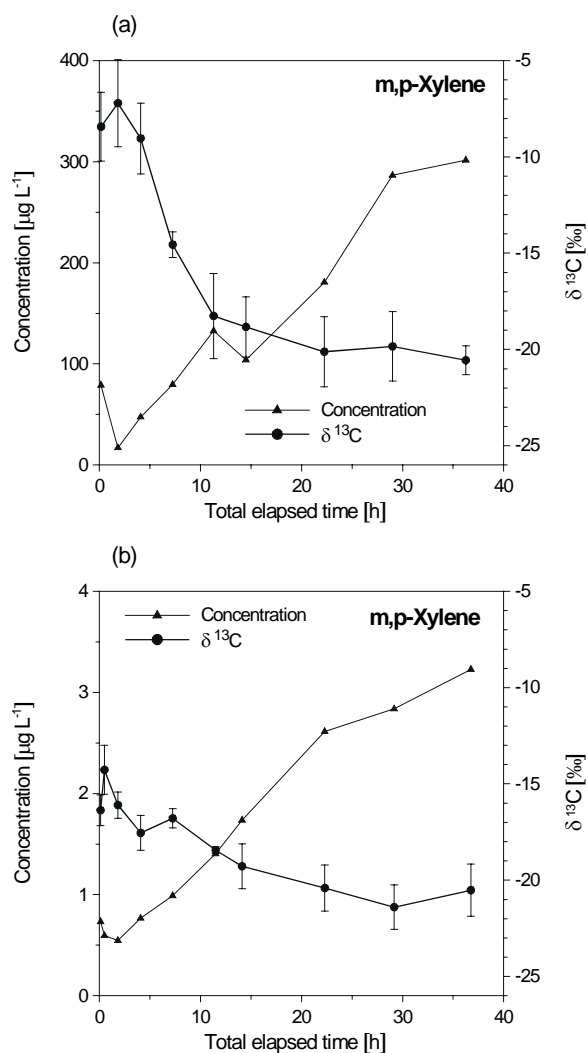 (a)
m,p-Xylene
400
300
200
100
0
Concentration [µg L⁻¹]
-5
-10
-15
-20
-25
δ ¹³C [‰]
Concentration
δ ¹³C
0
10
20
30
40
Total elapsed time [h]
(b)
m,p-Xylene
Concentration
δ ¹³C
4
3
2
1
0
Concentration [µg L⁻¹]
-5
-10
-15
-20
-25
δ ¹³C [‰]
0
10
20
30
40
Total elapsed time [h]